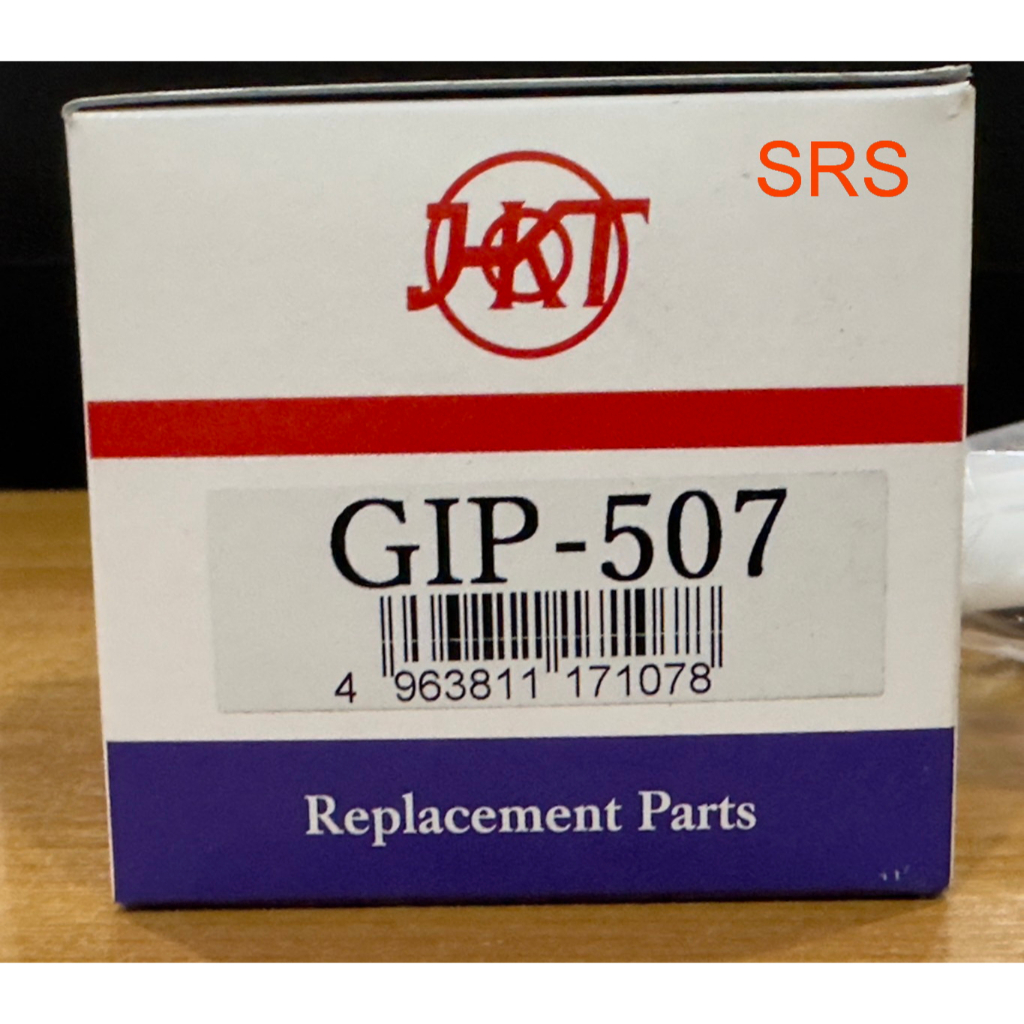 SRS
JHKT
GIP-507
4 963811 171078
Replacement Parts